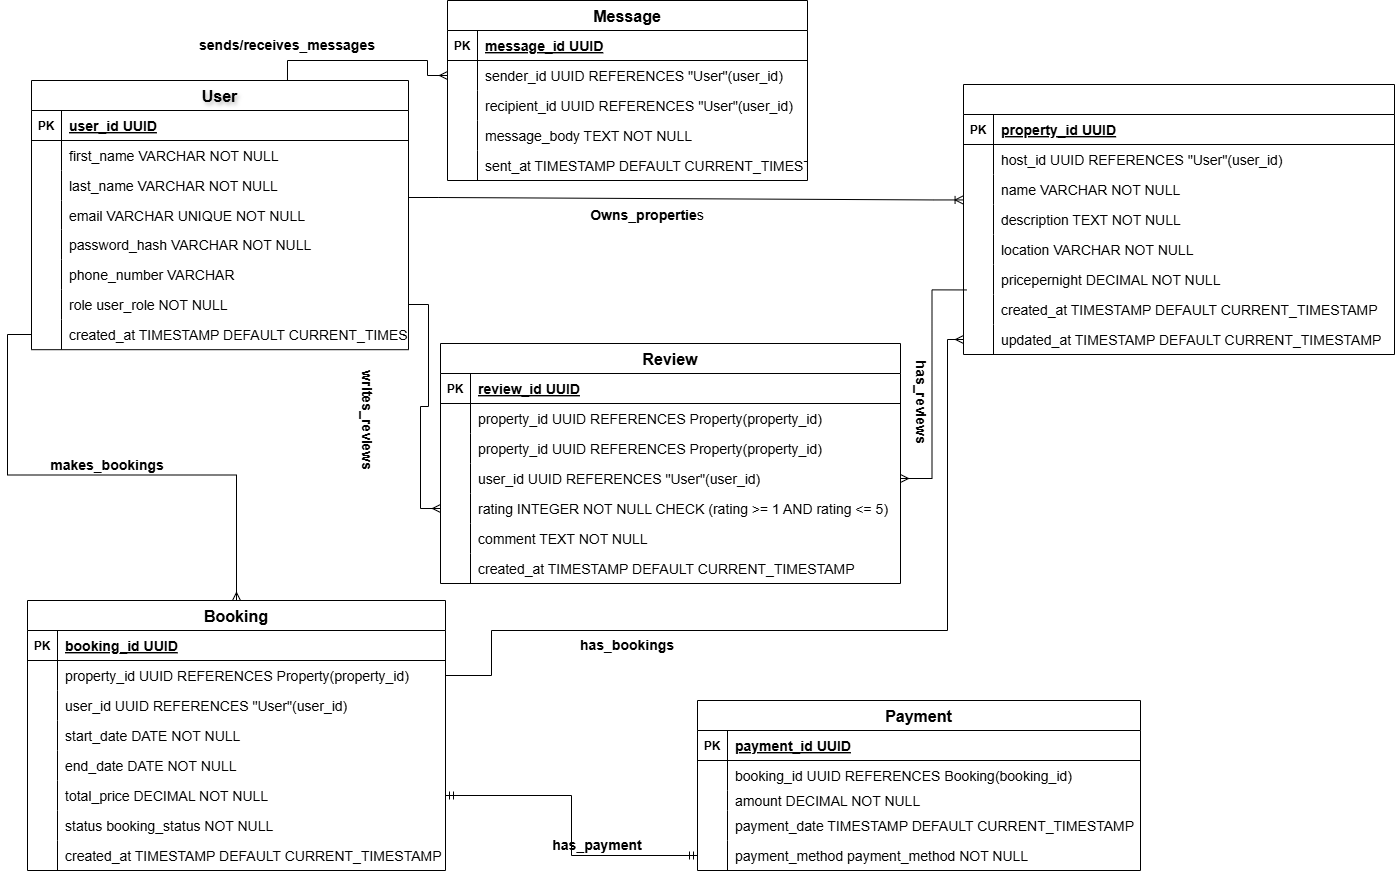 Message
PK message_id UUID
sender_id UUID REFERENCES "User"(user_id)
recipient_id UUID REFERENCES "User"(user_id)
message_body TEXT NOT NULL
sent_at TIMESTAMP DEFAULT CURRENT_TIMES
sends/receives_messages
User
PK user_id UUID
first_name VARCHAR NOT NULL
last_name VARCHAR NOT NULL
email VARCHAR UNIQUE NOT NULL
password_hash VARCHAR NOT NULL
phone_number VARCHAR
role user_role NOT NULL
created_at TIMESTAMP DEFAULT CURRENT_TIMES
Owns_properties
PK property_id UUID
host_id UUID REFERENCES "User"(user_id)
name VARCHAR NOT NULL
description TEXT NOT NULL
location VARCHAR NOT NULL
pricepernight DECIMAL NOT NULL
created_at TIMESTAMP DEFAULT CURRENT_TIMESTAMP
updated_at TIMESTAMP DEFAULT CURRENT_TIMESTAMP
writes_reviews
Review
PK review_id UUID
property_id UUID REFERENCES Property(property_id)
property_id UUID REFERENCES Property(property_id)
user_id UUID REFERENCES "User"(user_id)
rating INTEGER NOT NULL CHECK (rating >= 1 AND rating <= 5)
comment TEXT NOT NULL
created_at TIMESTAMP DEFAULT CURRENT_TIMESTAMP
has_reviews
makes_bookings
Booking
PK booking_id UUID
property_id UUID REFERENCES Property(property_id)
user_id UUID REFERENCES "User"(user_id)
start_date DATE NOT NULL
end_date DATE NOT NULL
total_price DECIMAL NOT NULL
status booking_status NOT NULL
created_at TIMESTAMP DEFAULT CURRENT_TIMESTAMP
has_bookings
has_payment
Payment
PK payment_id UUID
booking_id UUID REFERENCES Booking(booking_id)
amount DECIMAL NOT NULL
payment_date TIMESTAMP DEFAULT CURRENT_TIMESTAMP
payment_method payment_method NOT NULL